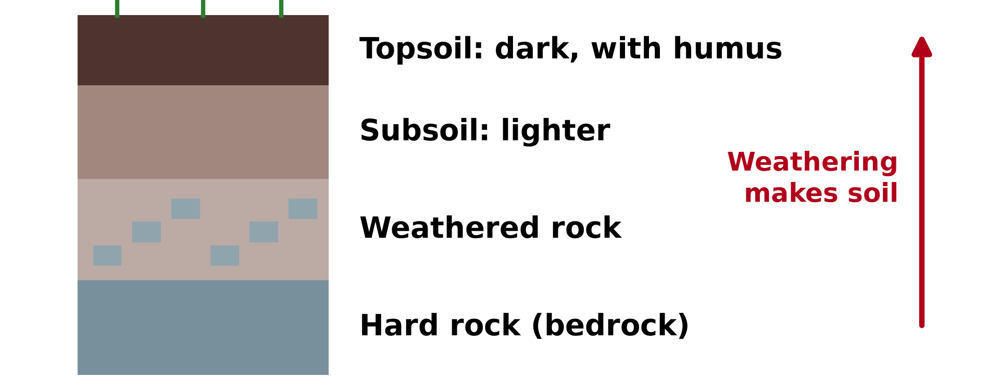 Topsoil: dark, with humus
Subsoil: lighter
Weathering
makes soil
Weathered rock
Hard rock (bedrock)